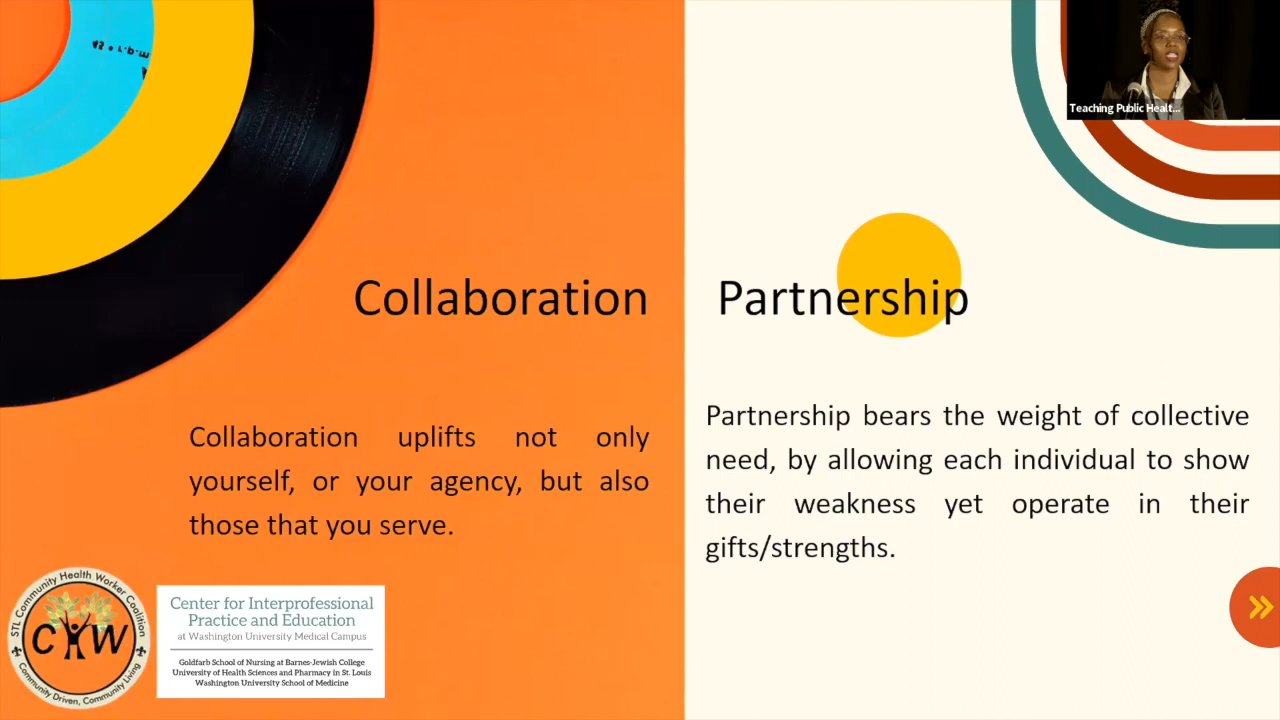 45 • r.p.m
Teaching Public Healt...
Collaboration
Collaboration uplifts not only
yourself, or your agency, but also
those that you serve.
Partnership
Partnership bears the weight of collective
need, by allowing each individual to show
their weakness yet operate in their
gifts/strengths.
STL Community Health Worker Coalition
CHW
Community Driven, Community Living
Center for Interprofessional
Practice and Education
at Washington University Medical Campus
Goldfarb School of Nursing at Barnes-Jewish College
University of Health Sciences and Pharmacy in St. Louis
Washington University School of Medicine